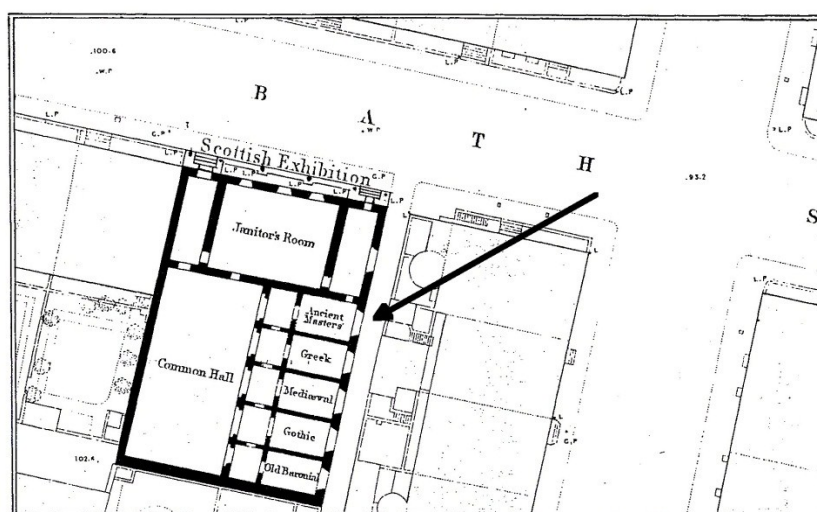 100.6
W.P
L.P
L.P
B A T H S
W.P
L.P
T
G.P
L.P
Scottish Exhibition
G.P
93.2
L.P
L.P
L.P
L.P
L.P
L
L
L.P
Janitor's Room
Ancient
Masters'
Greek
Common Hall
Mediæval
Gothic
L
G.P
Old Baronial
102.4